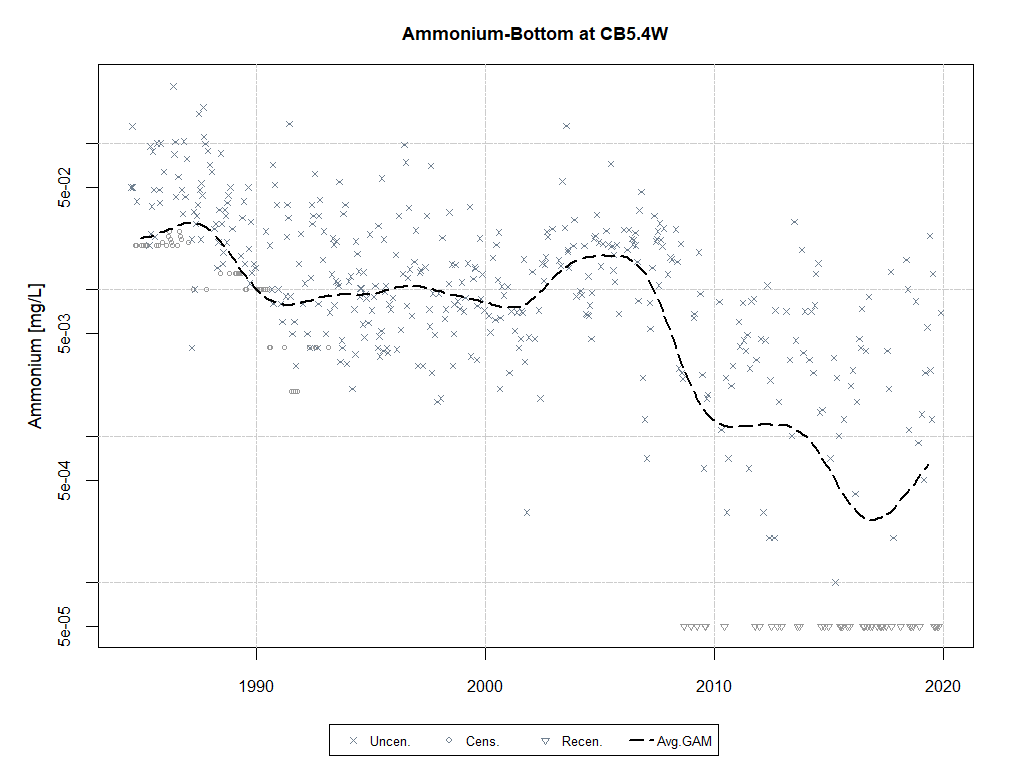 Ammonium-Bottom at CB5.4W
Ammonium [mg/L]
5e-02
5e-03
5e-04
5e-05
1990 2000 2010 2020
Uncen. Cens. Recen. Avg.GAM